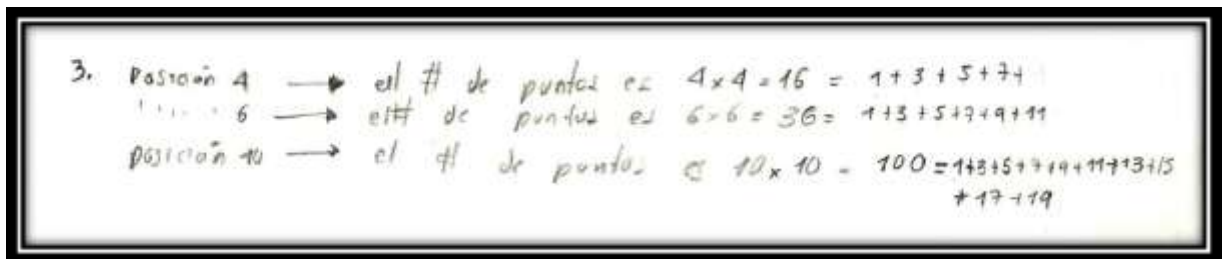 3. Posición 4 → el # de puntos es 4x4=16 = 1+3+5+7+
" " " " 6 → el # de puntos es 6x6=36= 1+3+5+7+9+11
posición 10 → el # de puntos es 10x10 = 100=1+3+5+7+9+11+13+15
+17+19